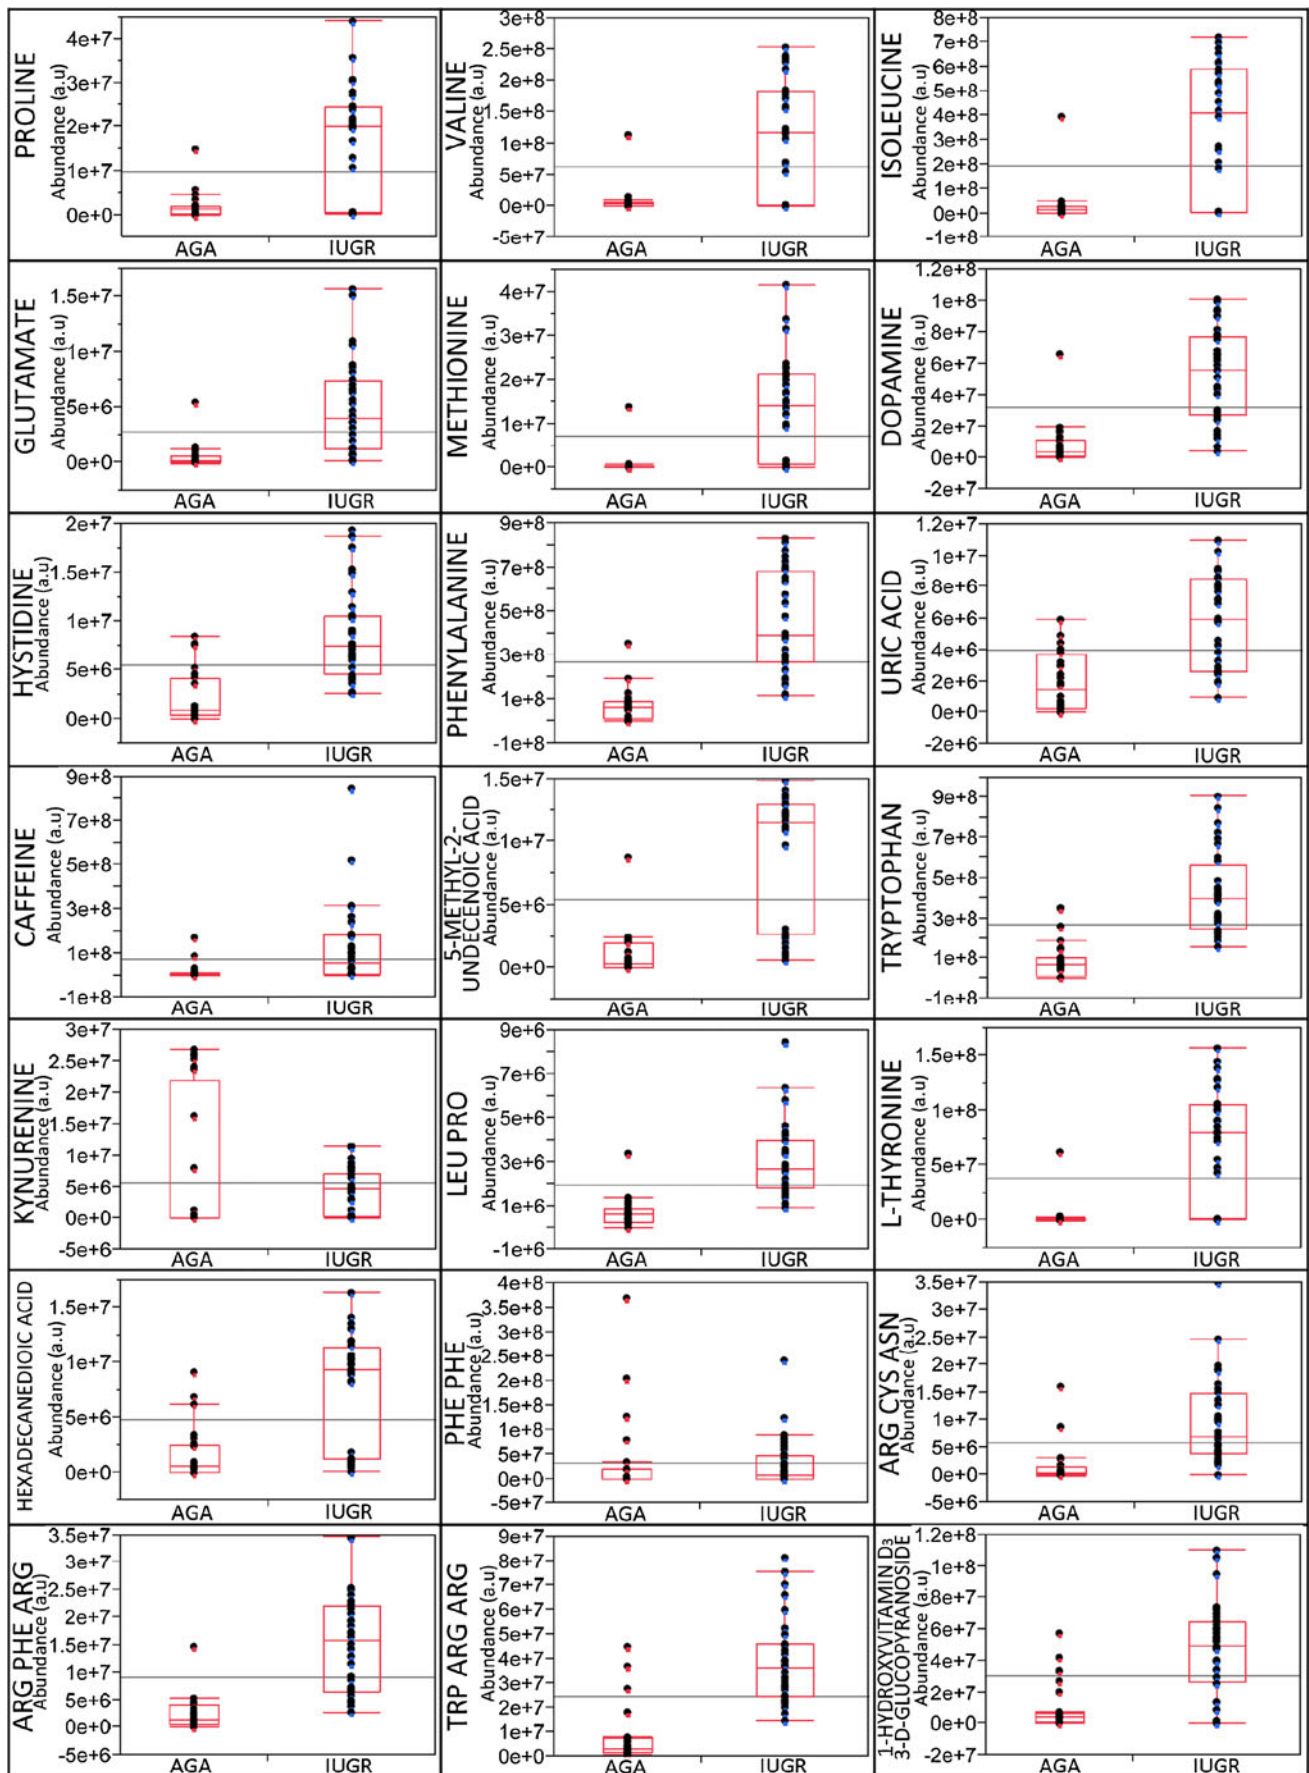 PROLINE
Abundance (a.u)
4e+7
3e+7
2e+7
1e+7
0e+0
AGA IUGR
VALINE
Abundance (a.u)
3e+8
2.5e+8
2e+8
1e+8
1e+8
5e+7
0e+0
-5e+7
AGA IUGR
ISOLEUCINE
Abundance (a.u)
8e+8
7e+8
6e+8
5e+8
4e+8
3e+8
2e+8
1e+8
0e+0
-1e+8
AGA IUGR
GLUTAMATE
Abundance (a.u)
1.5e+7
1e+7
5e+6
0e+0
AGA IUGR
METHIONINE
Abundance (a.u)
4e+7
3e+7
2e+7
1e+7
0e+0
AGA IUGR
DOPAMINE
Abundance (a.u)
1.2e+8
1e+8
8e+7
6e+7
4e+7
2e+7
0e+0
-2e+7
AGA IUGR
HYSTIDINE
Abundance (a.u)
2e+7
1.5e+7
1e+7
5e+6
0e+0
AGA IUGR
PHENYLALANINE
Abundance (a.u)
9e+8
7e+8
5e+8
3e+8
1e+8
-1e+8
AGA IUGR
URIC ACID
Abundance (a.u)
1.2e+7
1e+7
8e+6
6e+6
4e+6
2e+6
0e+0
-2e+6
AGA IUGR
CAFFEINE
Abundance (a.u)
9e+8
7e+8
5e+8
3e+8
1e+8
-1e+8
AGA IUGR
5-METHYL-2-
UNDECENOIC ACID
Abundance (a.u)
1.5e+7
1e+7
5e+6
0e+0
AGA IUGR
TRYPTOPHAN
Abundance (a.u)
9e+8
7e+8
5e+8
3e+8
1e+8
-1e+8
AGA IUGR
KYNURENINE
Abundance (a.u)
3e+7
2e+7
2e+7
1.5e+7
1e+7
5e+6
0e+0
-5e+6
AGA IUGR
LEU PRO
Abundance (a.u)
9e+6
7e+6
5e+6
3e+6
1e+6
-1e+6
AGA IUGR
L-THYRONINE
Abundance (a.u)
1.5e+8
1e+8
5e+7
0e+0
AGA IUGR
HEXADECANEDIOIC ACID
Abundance (a.u)
1.5e+7
1e+7
5e+6
0e+0
AGA IUGR
PHE PHE
Abundance (a.u)
4e+8
3.5e+8
3e+8
2.5e+8
2e+8
1.5e+8
1e+8
5e+7
0e+0
-5e+7
AGA IUGR
ARG CYS ASN
Abundance (a.u)
3.5e+7
3e+7
2.5e+7
2e+7
1.5e+7
1e+7
5e+6
0e+0
-5e+6
AGA IUGR
ARG PHE ARG
Abundance (a.u)
3.5e+7
3e+7
2.5e+7
2e+7
1.5e+7
1e+7
5e+6
0e+0
-5e+6
AGA IUGR
TRP ARG ARG
Abundance (a.u)
9e+7
8e+7
7e+7
6e+7
5e+7
4e+7
3e+7
2e+7
1e+7
0e+0
AGA IUGR
1-HYDROXYVITAMIN D₃
3-D-GLUCOPYRANOSIDE
Abundance (a.u)
1.2e+8
1e+8
8e+7
6e+7
4e+7
2e+7
0e+0
-2e+7
AGA IUGR